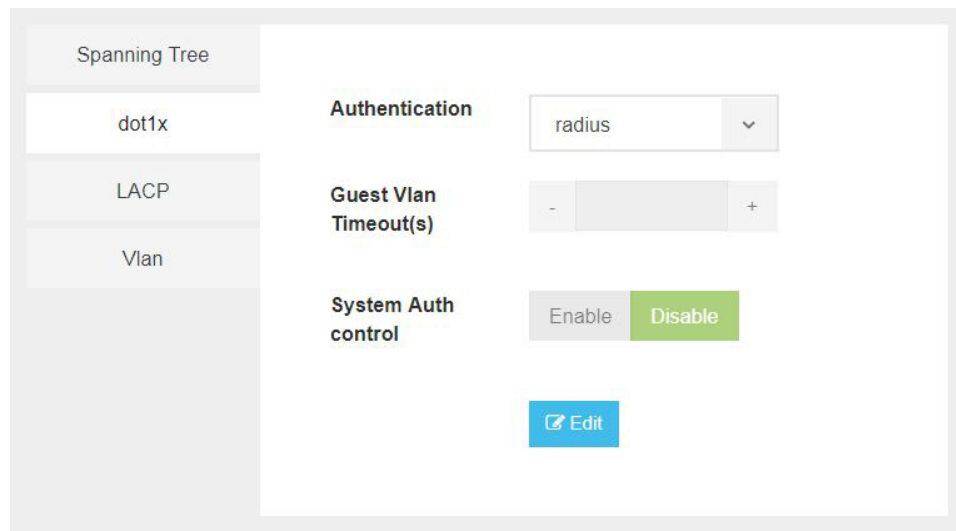 Spanning Tree
dot1x
LACP
Vlan
Authentication
radius
Guest Vlan
Timeout(s)
- +
System Auth
control
Enable Disable
Edit